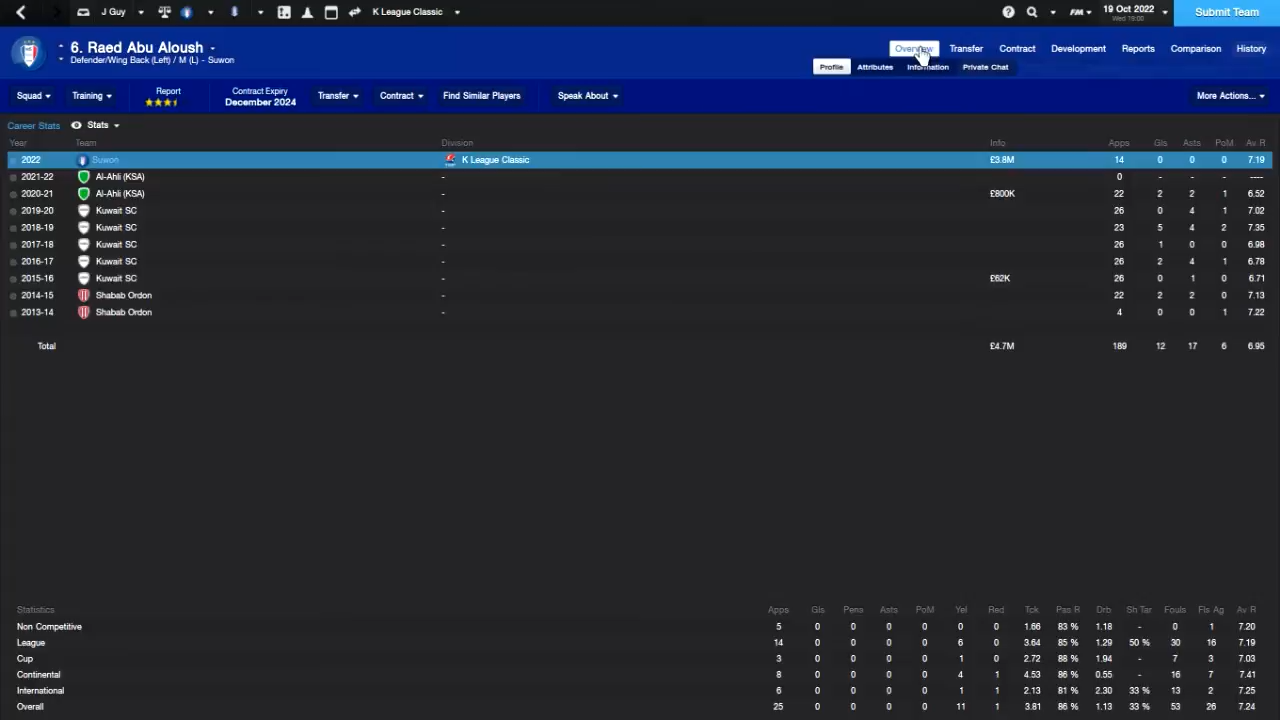 J Guy K League Classic FM 19 Oct 2022 Wed 19:00 Submit Team
6. Raed Abu Aloush
Defender/Wing Back (Left) / M (L) - Suwon
Overview Transfer Contract Development Reports Comparison History
Profile Attributes Information Private Chat
Squad Training Report Contract Expiry December 2024 Transfer Contract Find Similar Players Speak About More Actions...
Career Stats Stats
Year Team Division Info Apps Gls Asts PoM Av R
2022 Suwon K League Classic £3.8M 14 0 0 0 7.19
2021-22 Al-Ahli (KSA) - 0 - - - ----
2020-21 Al-Ahli (KSA) - £800K 22 2 2 1 6.52
2019-20 Kuwait SC - 26 0 4 1 7.02
2018-19 Kuwait SC - 23 5 4 2 7.35
2017-18 Kuwait SC - 26 1 0 0 6.98
2016-17 Kuwait SC - 26 2 4 1 6.78
2015-16 Kuwait SC - £62K 26 0 1 0 6.71
2014-15 Shabab Ordon - 22 2 2 0 7.13
2013-14 Shabab Ordon - 4 0 0 1 7.22
Total £4.7M 189 12 17 6 6.95
Statistics Apps Gls Pens Asts PoM Yel Red Tck Pas R Drb Sh Tar Fouls Fls Ag Av R
Non Competitive 5 0 0 0 0 0 0 1.66 83 % 1.18 - 0 1 7.20
League 14 0 0 0 0 6 0 3.64 85 % 1.29 50 % 30 16 7.19
Cup 3 0 0 0 0 1 0 2.72 88 % 1.94 - 7 3 7.03
Continental 8 0 0 0 0 4 1 4.53 86 % 0.55 - 16 7 7.41
International 6 0 0 0 0 1 1 2.13 81 % 2.30 33 % 13 2 7.25
Overall 25 0 0 0 0 11 1 3.81 86 % 1.13 33 % 53 26 7.24